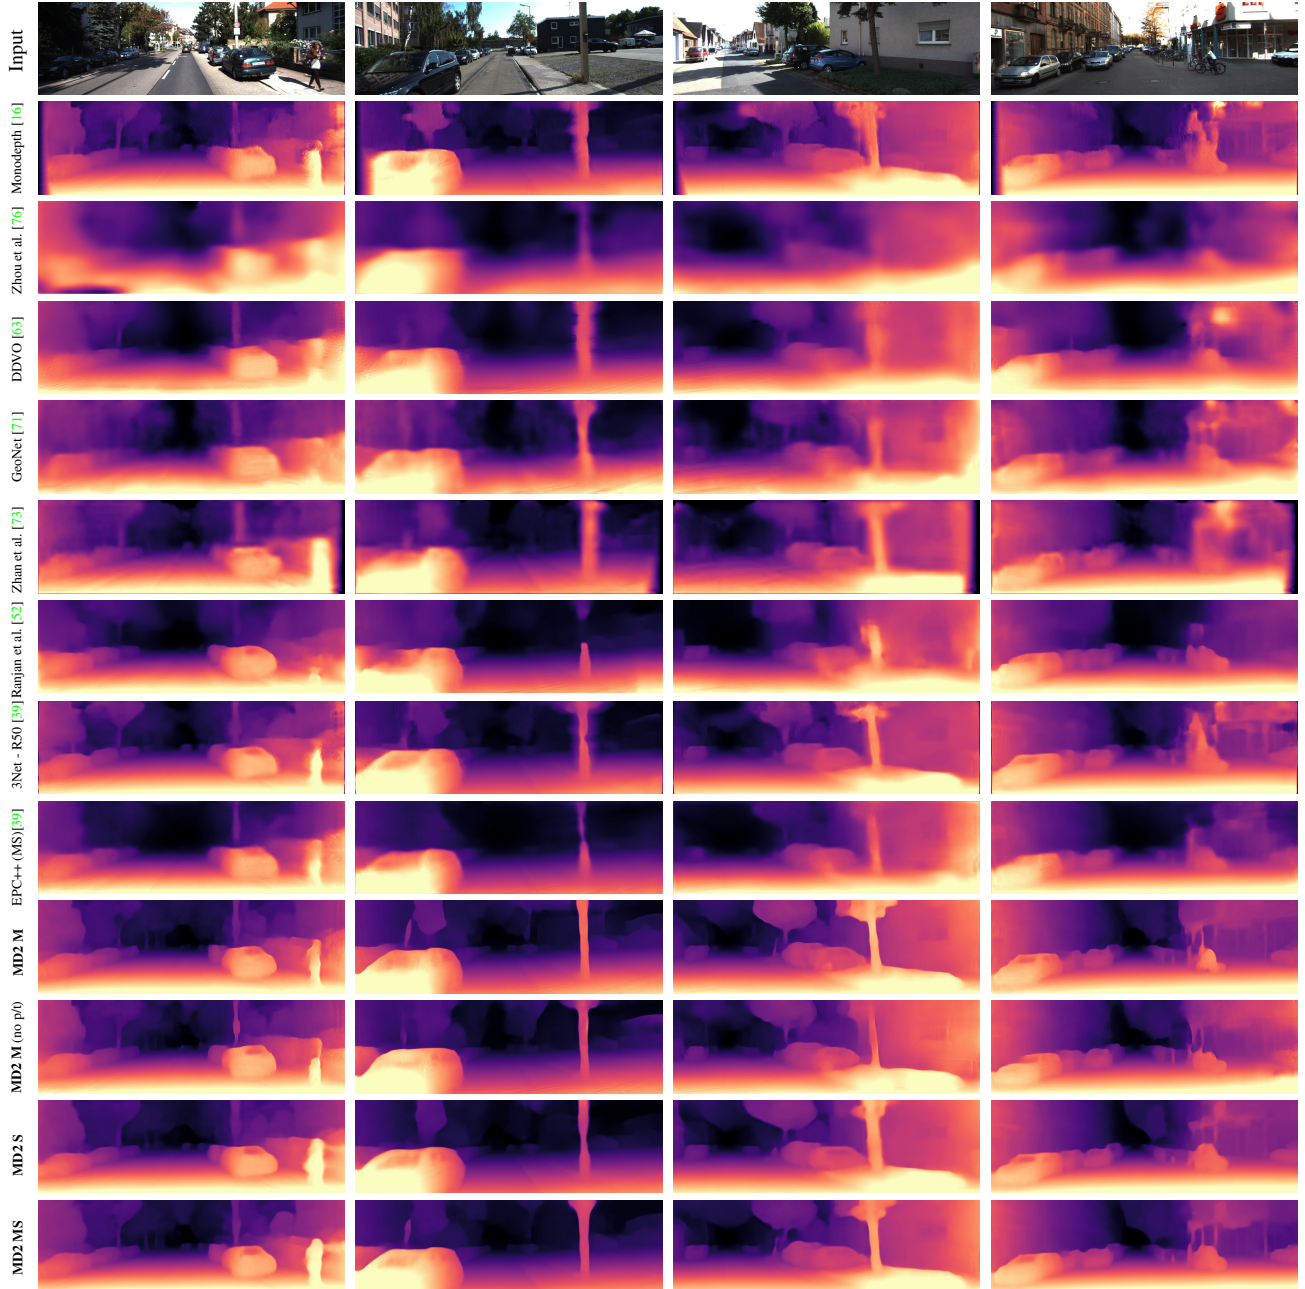 Input
Monodepth [16]
Zhou et al. [76]
DDVO [63]
GeoNet [71]
Zhan et al. [73]
Ranjan et al. [52]
3Net - R50 [39]
EPC++ (MS)[39]
MD2 M
MD2 M (no p/t)
MD2 S
MD2 MS